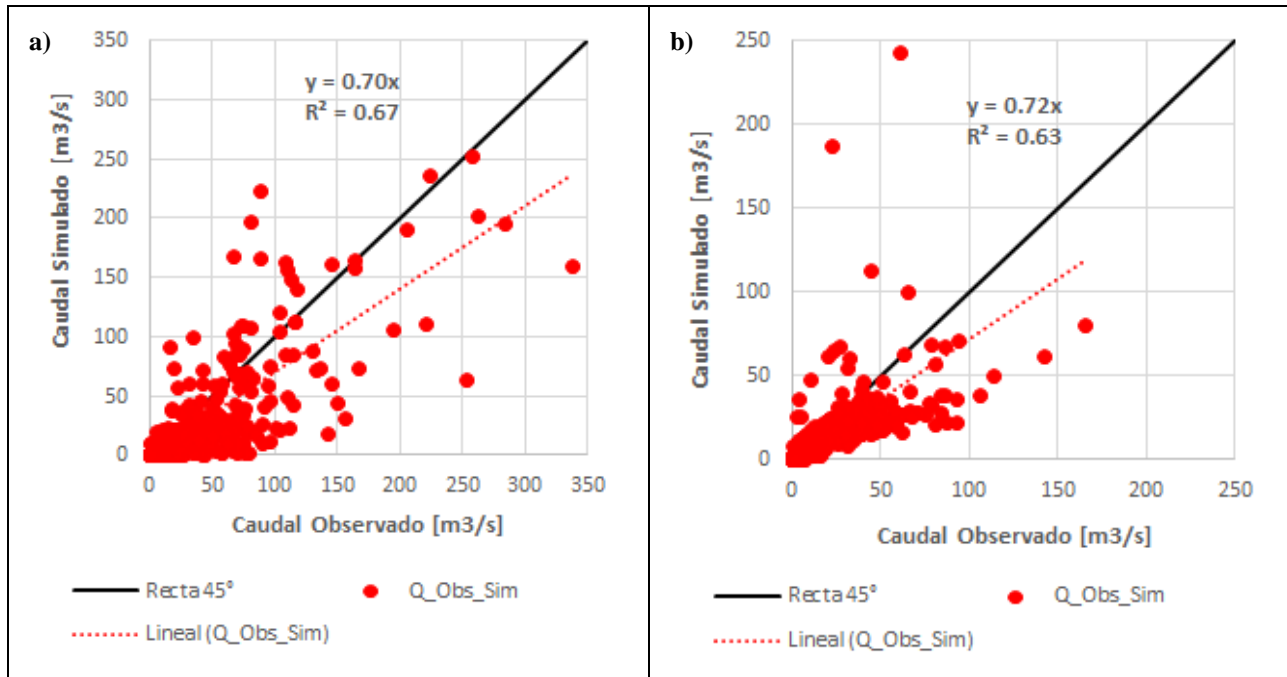 a)
Caudal Simulado [m3/s]
350
300
250
200
150
100
50
0
y = 0.70x
R² = 0.67
0 50 100 150 200 250 300 350
Caudal Observado [m3/s]
Recta 45º
Q_Obs_Sim
Lineal (Q_Obs_Sim)
b)
Caudal Simulado [m3/s]
250
200
150
100
50
0
y = 0.72x
R² = 0.63
0 50 100 150 200 250
Caudal Observado [m3/s]
Recta 45º
Q_Obs_Sim
Lineal (Q_Obs_Sim)